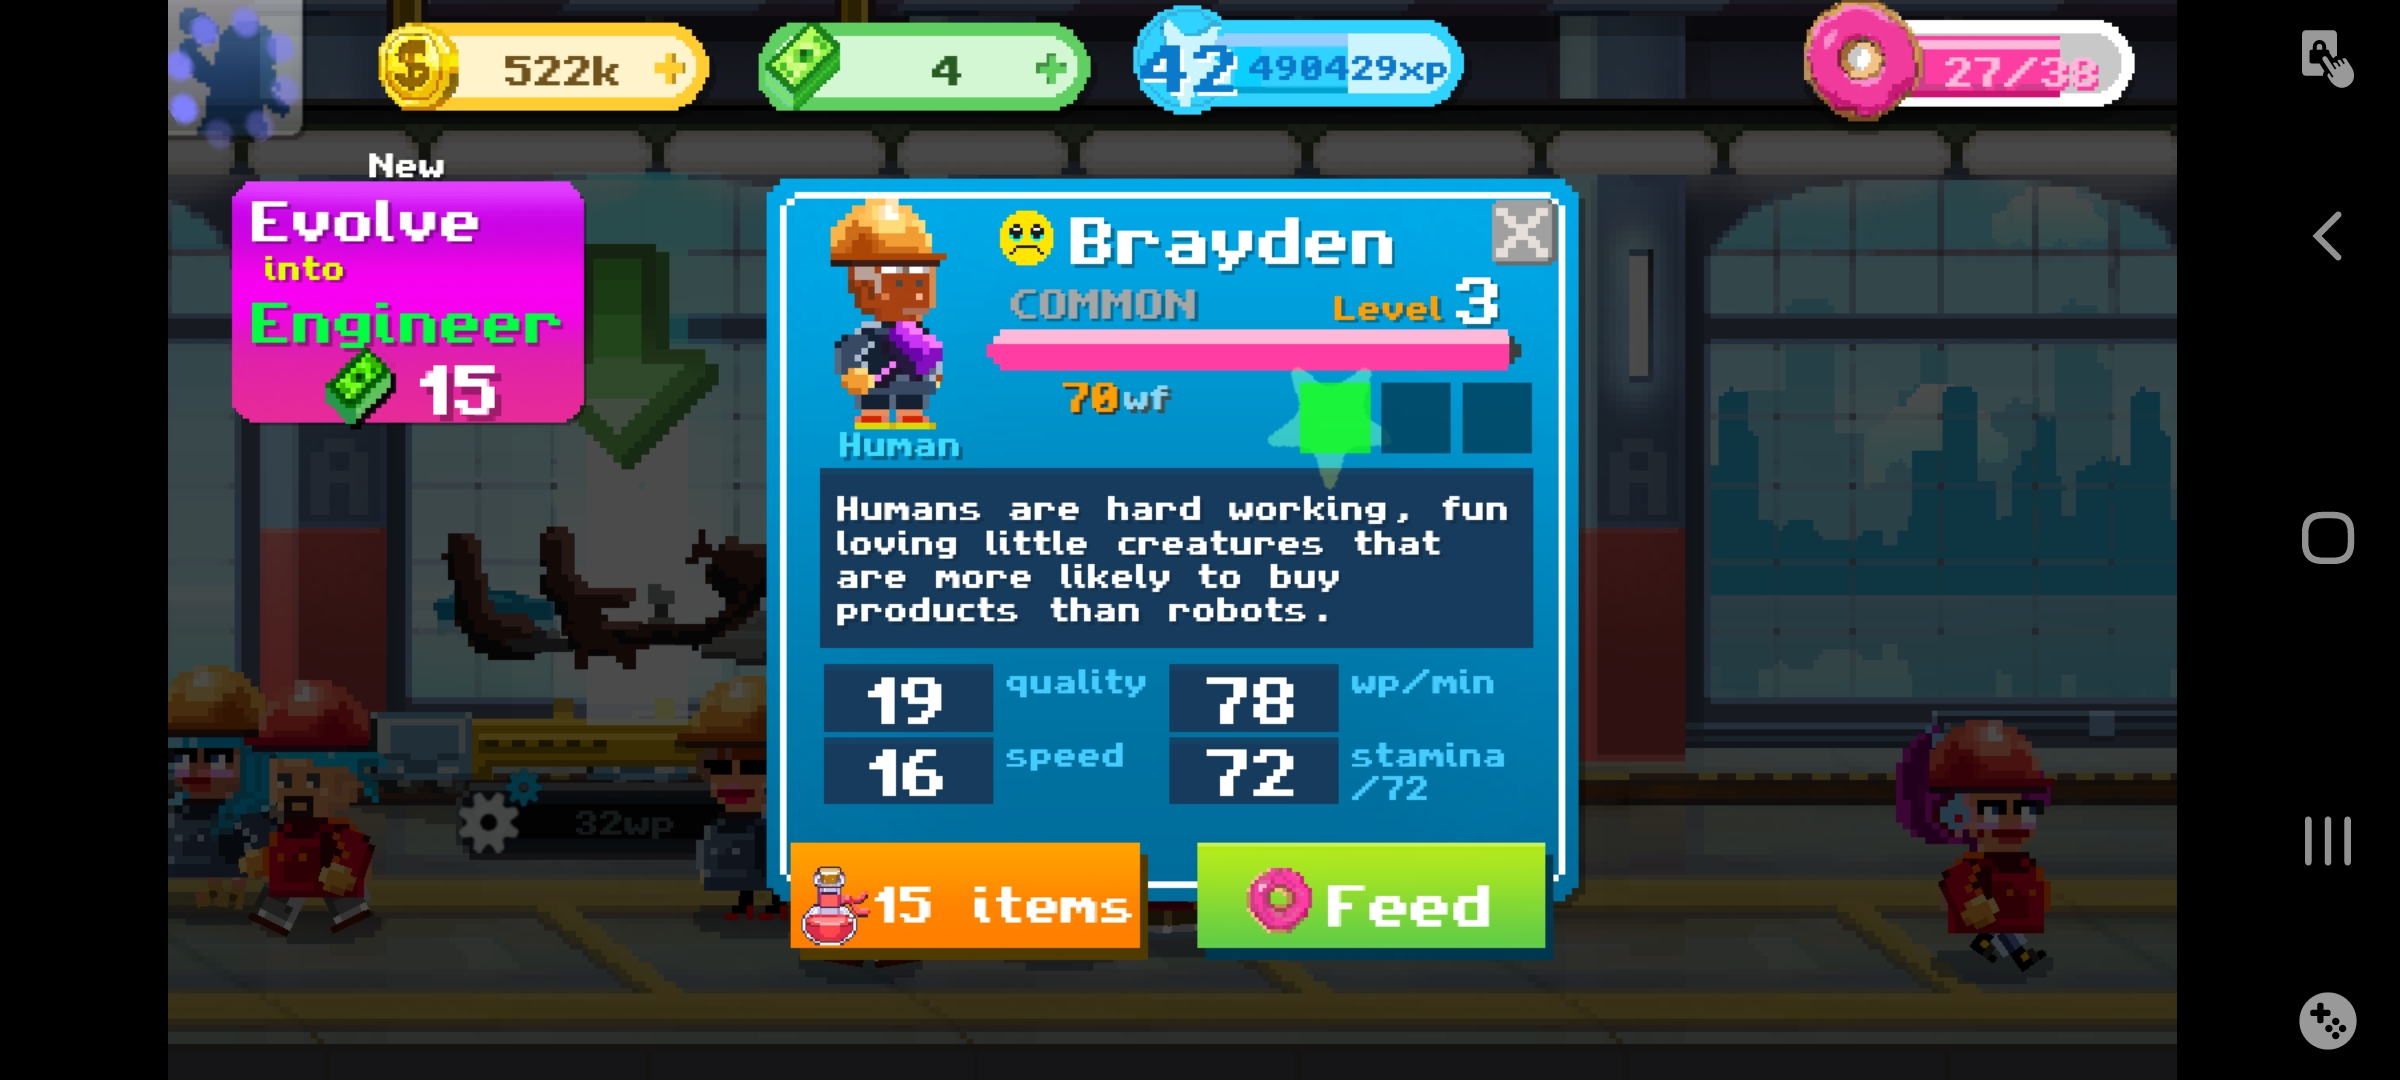 522k
4
42 490429xp
27/38
New
Evolve
into
Engineer
15
Brayden
COMMON
Level 3
70wf
Human
Humans are hard working, fun
loving little creatures that
are more likely to buy
products than robots.
19 quality
78 wp/min
16 speed
72 stamina
/72
32wp
15 items
Feed
A
A